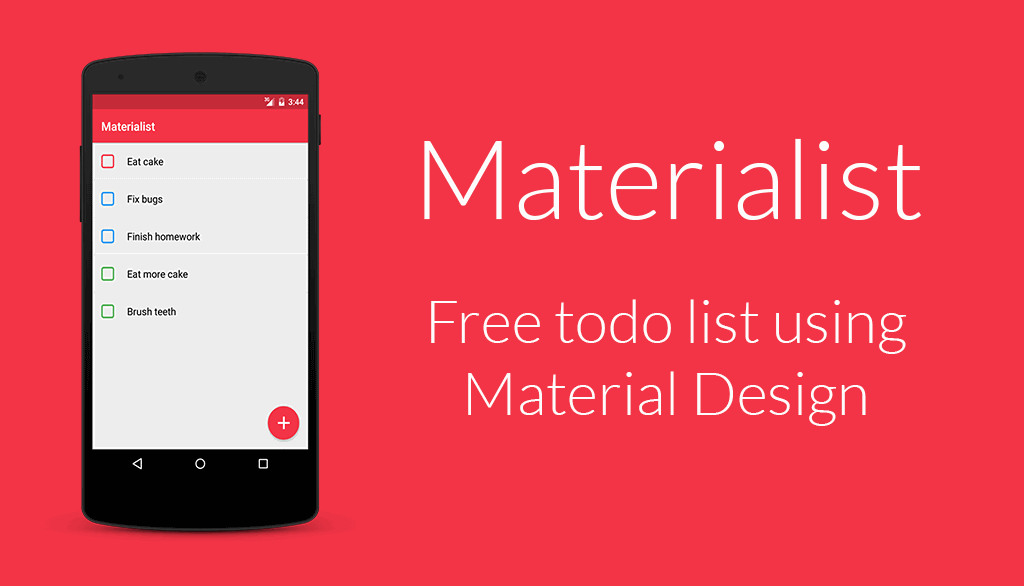 3:44
Materialist
Eat cake
Fix bugs
Finish homework
Eat more cake
Brush teeth
Materialist
Free todo list using
Material Design